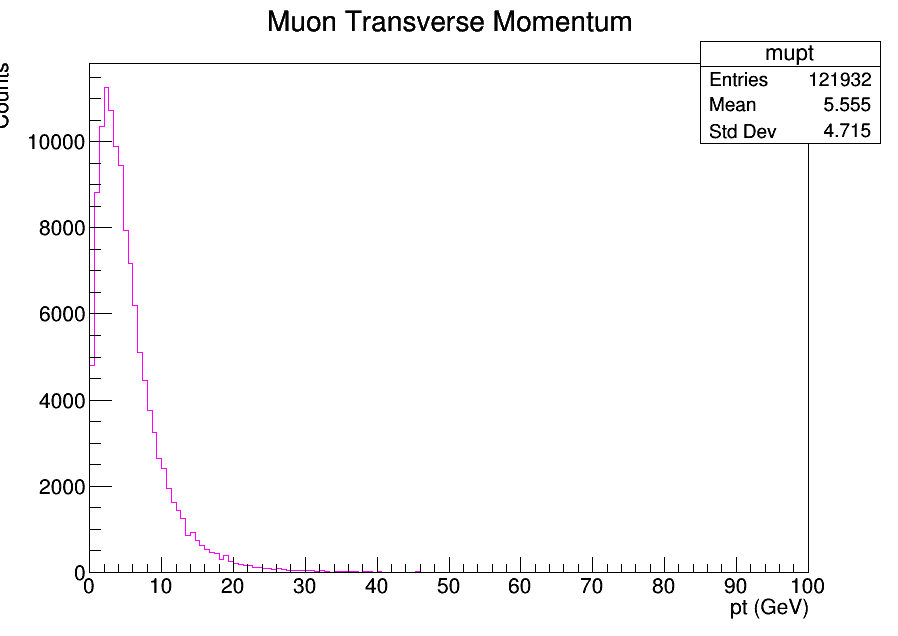 Muon Transverse Momentum
mupt
Entries 121932
Mean 5.555
Std Dev 4.715
Counts
10000
8000
6000
4000
2000
0
0 10 20 30 40 50 60 70 80 90 100
pt (GeV)